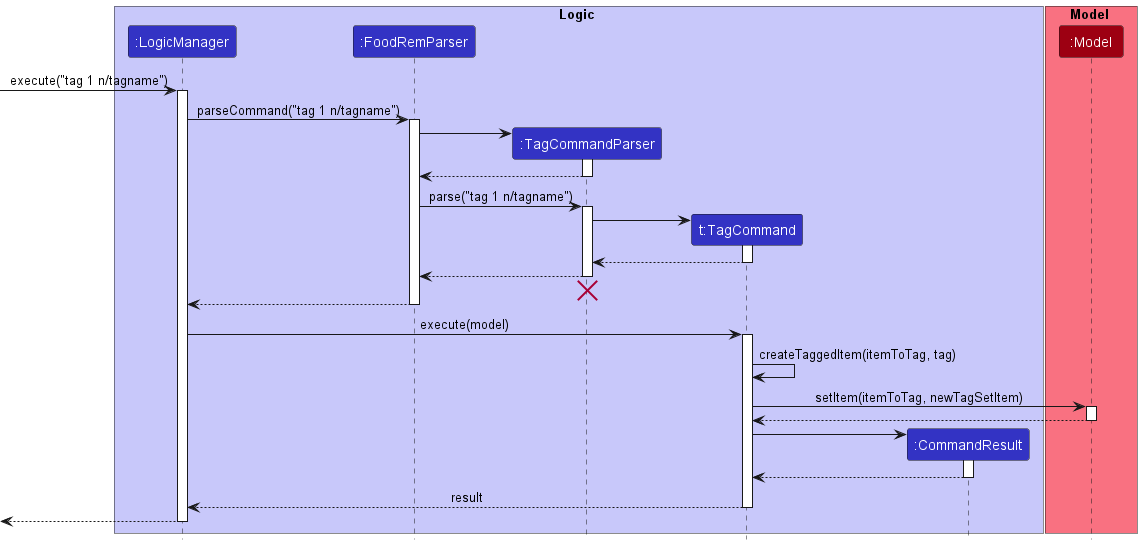 Logic
Model
:LogicManager
:FoodRemParser
:Model
execute("tag 1 n/tagname")
parseCommand("tag 1 n/tagname")
:TagCommandParser
parse("tag 1 n/tagname")
t:TagCommand
execute(model)
createTaggedItem(itemToTag, tag)
setItem(itemToTag, newTagSetItem)
:CommandResult
result